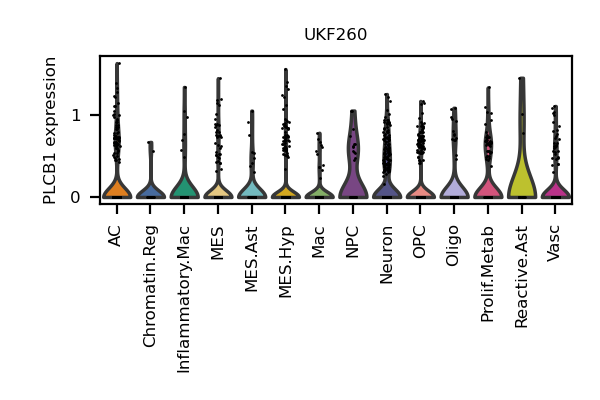 UKF260
PLCB1 expression
1
0
AC
Chromatin.Reg
Inflammatory.Mac
MES
MES.Ast
MES.Hyp
Mac
NPC
Neuron
OPC
Oligo
Prolif.Metab
Reactive.Ast
Vasc